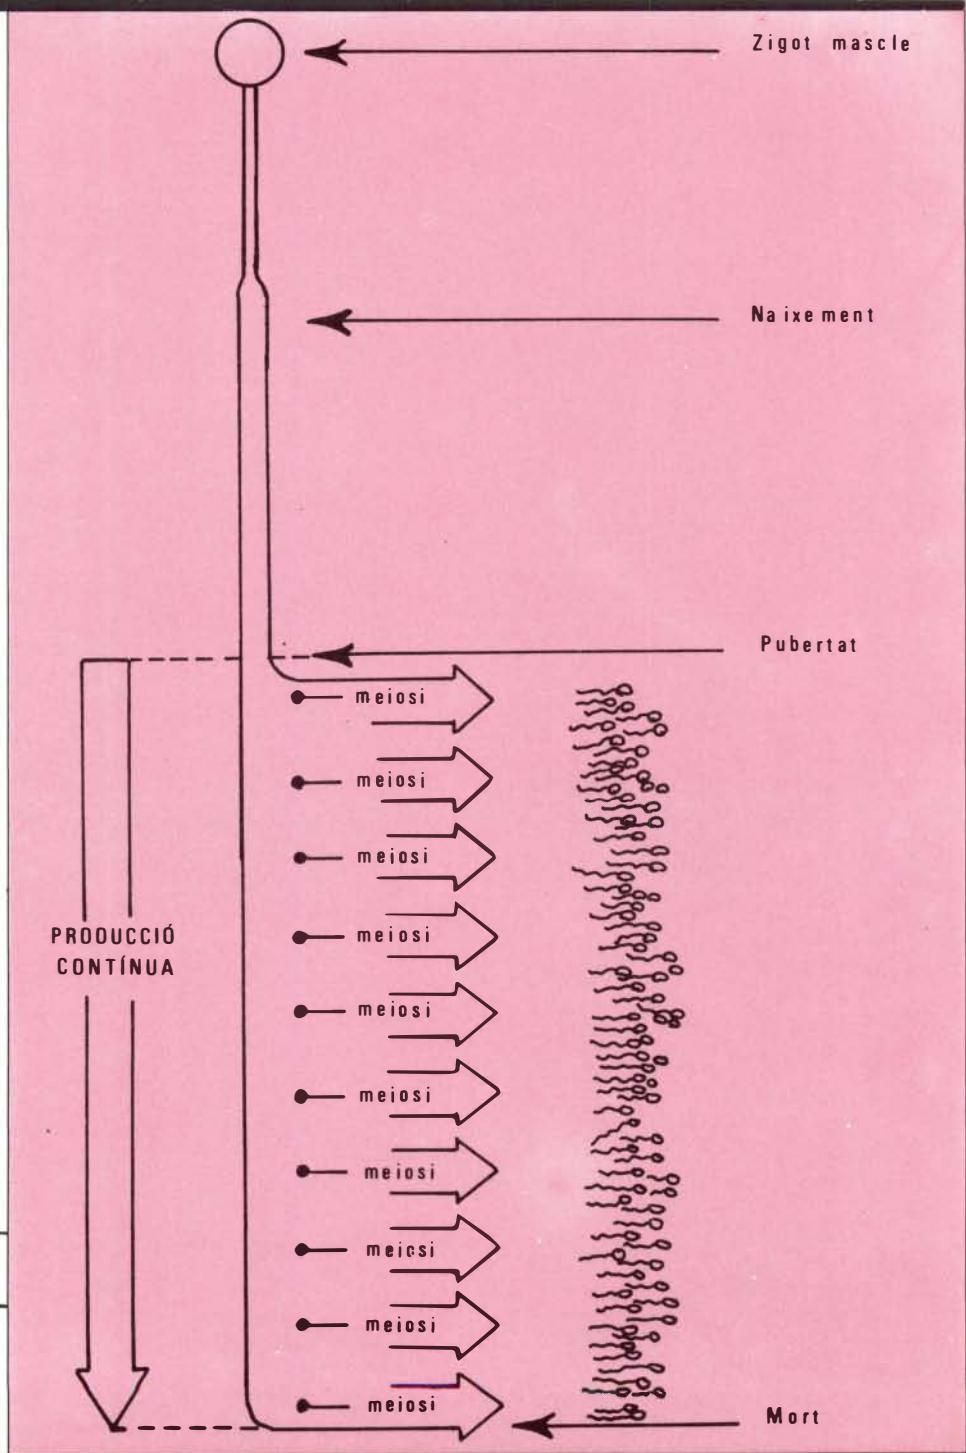 Zigot mascle
Naixement
Pubertat
meiosi
meiosi
meiosi
meiosi
PRODUCCIÓ
CONTÍNUA
meiosi
meiosi
meiosi
meiosi
meiosi
meiosi
Mort